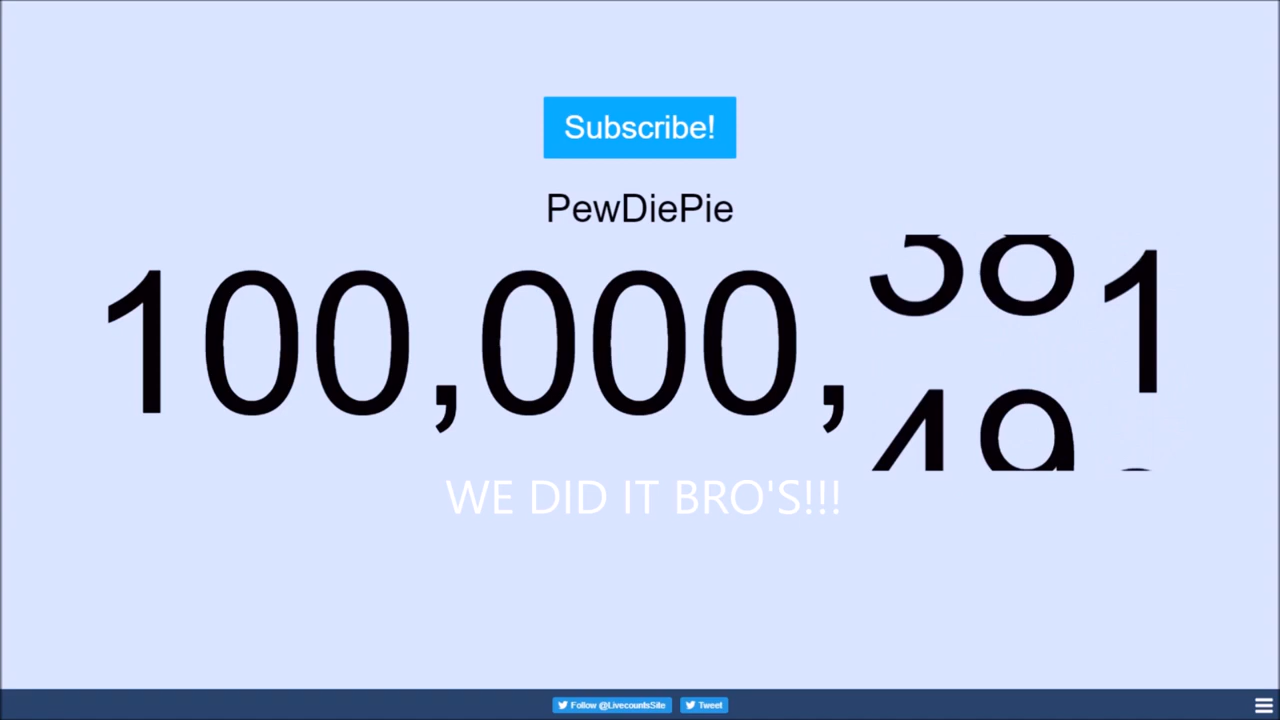 Subscribe!
PewDiePie
100,000,
WE DID IT BRO'S!!!
Follow @LivecountsSite Tweet